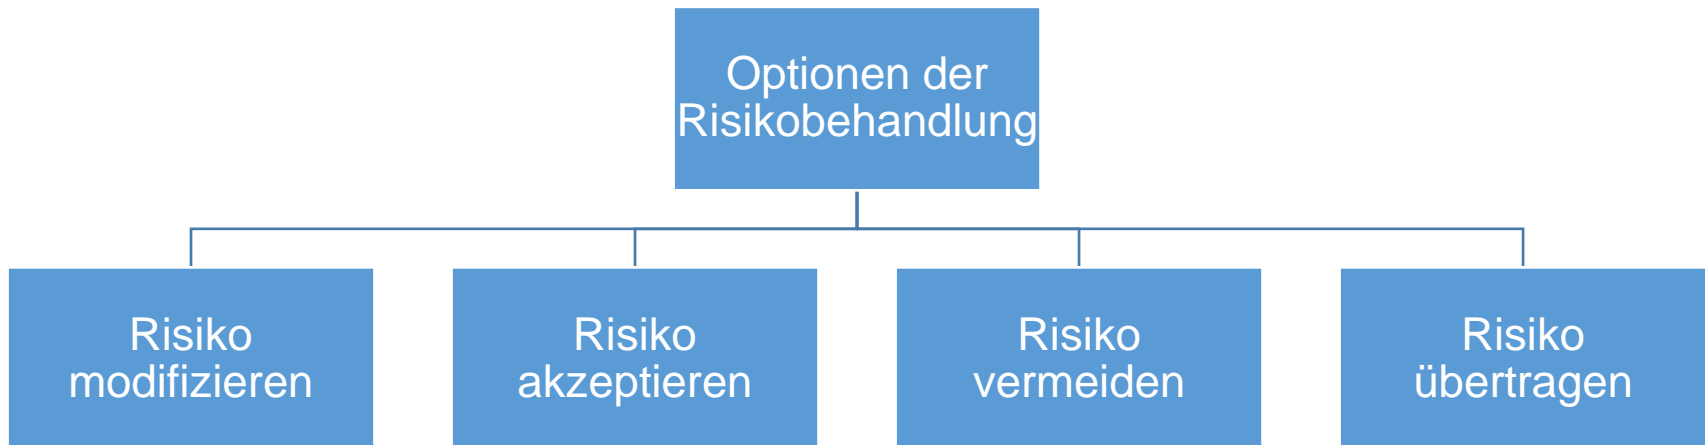 Optionen der
Risikobehandlung
Risiko
modifizieren
Risiko
akzeptieren
Risiko
vermeiden
Risiko
übertragen